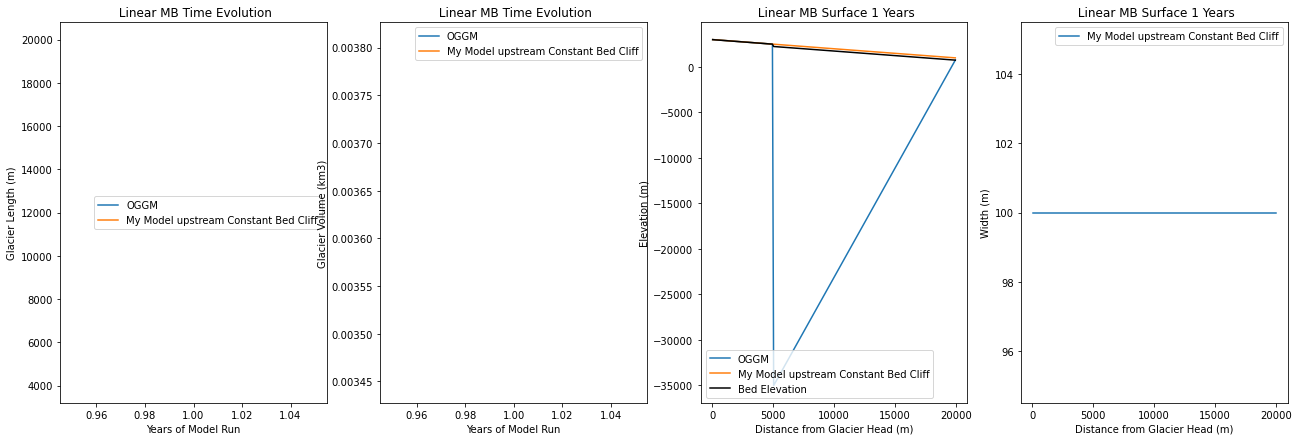 Linear MB Time Evolution
Glacier Length (m)
20000
18000
16000
14000
12000
10000
8000
6000
4000
OGGM
My Model upstream Constant Bed Cliff
0.96
0.98
1.00
1.02
1.04
Years of Model Run
Linear MB Time Evolution
Glacier Volume (km3)
0.00380
0.00375
0.00370
0.00365
0.00360
0.00355
0.00350
0.00345
OGGM
My Model upstream Constant Bed Cliff
0.96
0.98
1.00
1.02
1.04
Years of Model Run
Linear MB Surface 1 Years
Elevation (m)
0
−5000
−10000
−15000
−20000
−25000
−30000
−35000
OGGM
My Model upstream Constant Bed Cliff
Bed Elevation
0
5000
10000
15000
20000
Distance from Glacier Head (m)
Linear MB Surface 1 Years
Width (m)
104
102
100
98
96
My Model upstream Constant Bed Cliff
0
5000
10000
15000
20000
Distance from Glacier Head (m)